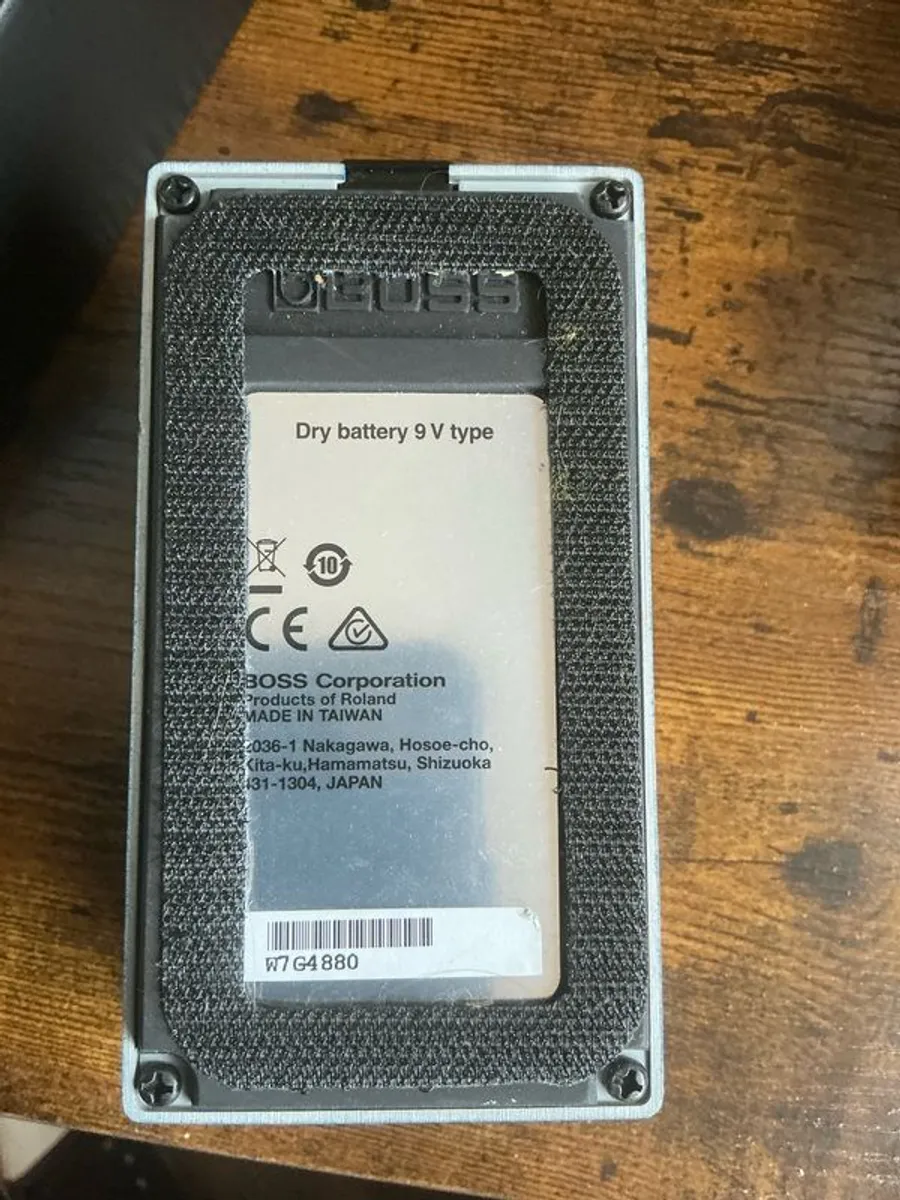 BOSS
Dry battery 9 V type
10
CE
BOSS Corporation
Products of Roland
MADE IN TAIWAN
2036-1 Nakagawa, Hosoe-cho,
Kita-ku,Hamamatsu, Shizuoka
431-1304, JAPAN
W7G4880